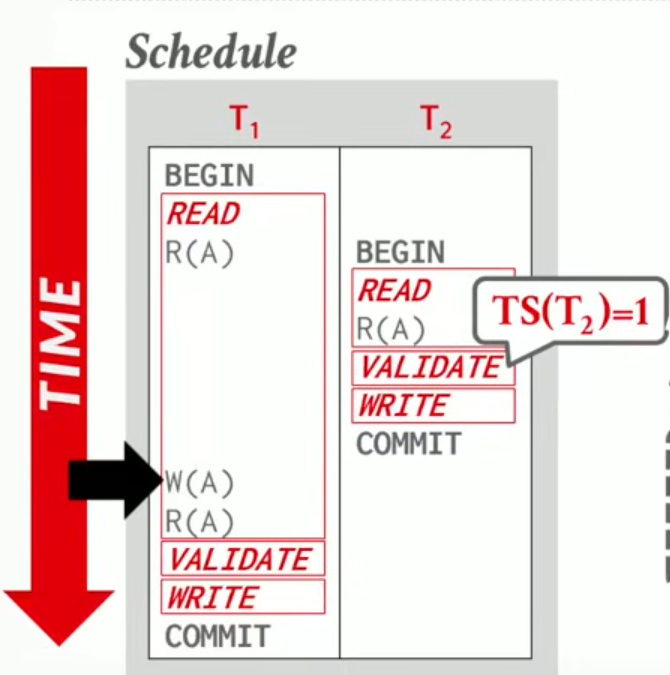 Schedule
TIME
T1 T2
BEGIN
READ
R(A)
BEGIN
READ
R(A)
TS(T2)=1
VALIDATE
WRITE
COMMIT
W(A)
R(A)
VALIDATE
WRITE
COMMIT